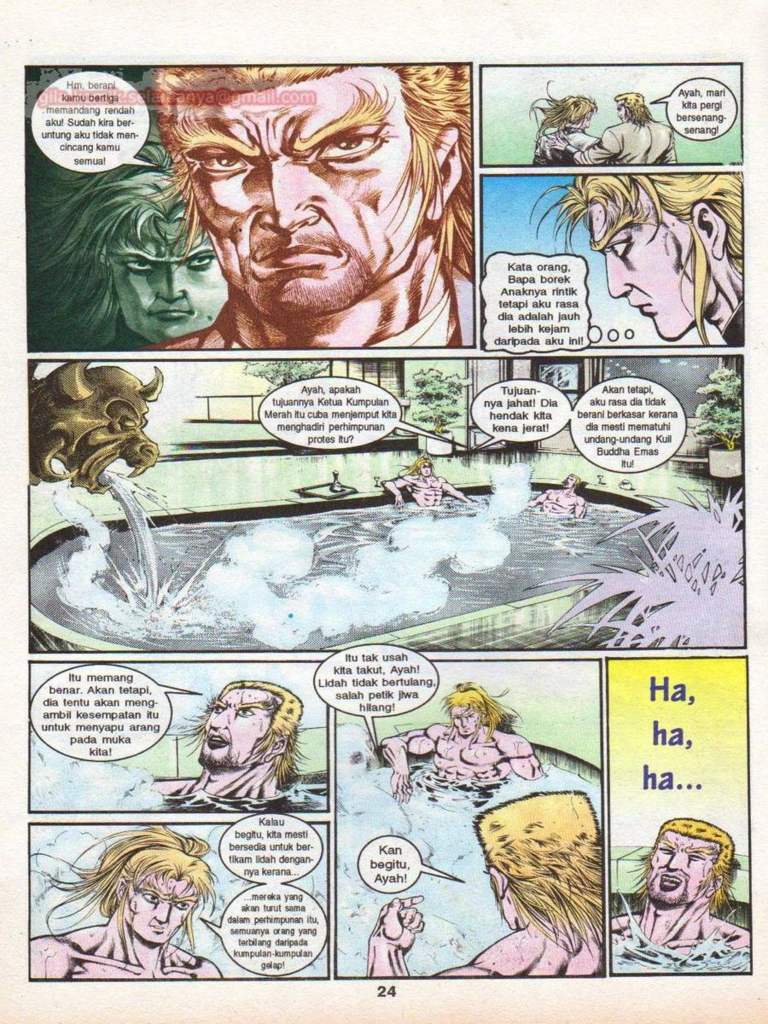 Hm, berani
kamu bertiga
memandang rendah
aku! Sudah kira ber-
untung aku tidak men-
cincang kamu
semua!
Ayah, mari
kita pergi
bersenang-
senang!
Kata orang,
Bapa borek
Anaknya rintik
tetapi aku rasa
dia adalah jauh
lebih kejam
daripada aku ini!
Ayah, apakah
tujuannya Ketua Kumpulan
Merah itu cuba menjemput kita
menghadiri perhimpunan
protes itu?
Tujuan-
nya jahat! Dia
hendak kita
kena jerat!
Akan tetapi,
aku rasa dia tidak
berani berkasar kerana
dia mesti mematuhi
undang-undang Kuil
Buddha Emas
itu!
Itu memang
benar. Akan tetapi,
dia tentu akan meng-
ambil kesempatan itu
untuk menyapu arang
pada muka
kita!
Itu tak usah
kita takut, Ayah!
Lidah tidak bertulang,
salah petik jiwa
hilang!
Ha,
ha,
ha...
Kalau
begitu, kita mesti
bersedia untuk ber-
tikam lidah dengan-
nya kerana...
...mereka yang
akan turut sama
dalam perhimpunan itu,
semuanya orang yang
terbilang daripada
kumpulan-kumpulan
gelap!
Kan
begitu,
Ayah!
24